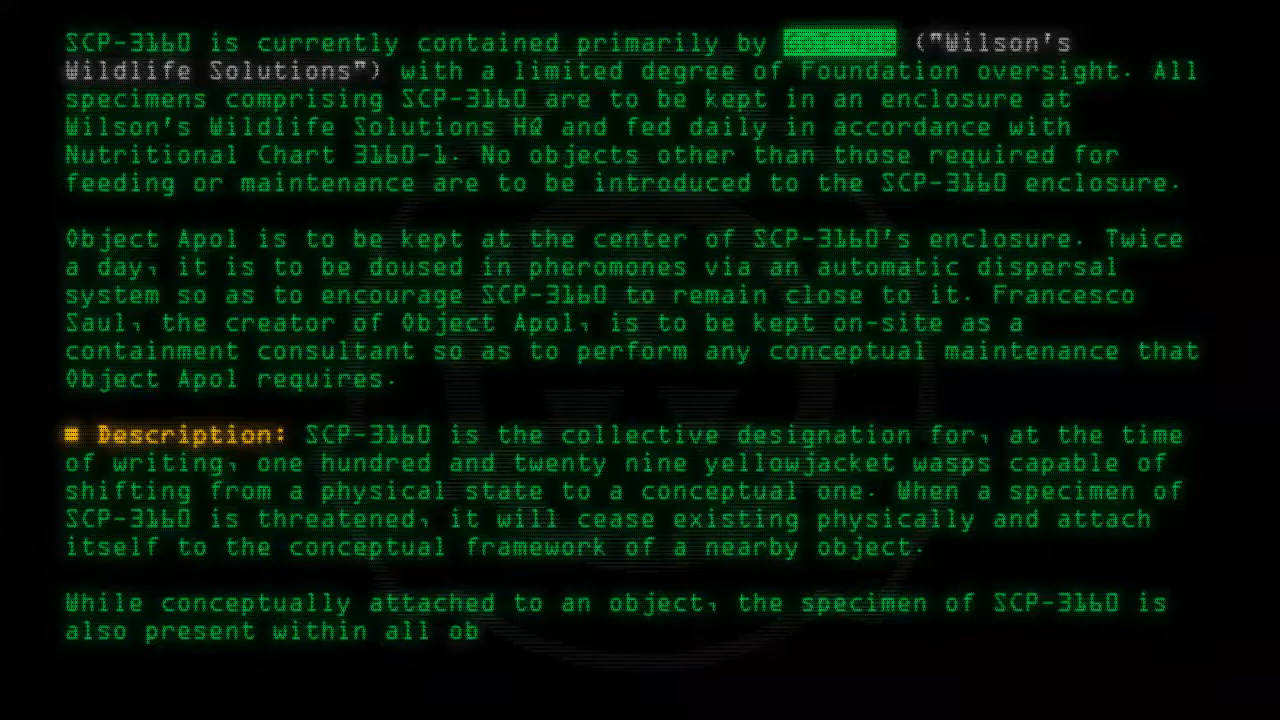 SCP-3160 is currently contained primarily by ("Wilson's
Wildlife Solutions") with a limited degree of Foundation oversight. All
specimens comprising SCP-3160 are to be kept in an enclosure at
Wilson's Wildlife Solutions HQ and fed daily in accordance with
Nutritional Chart 3160-1. No objects other than those required for
feeding or maintenance are to be introduced to the SCP-3160 enclosure.
Object Apol is to be kept at the center of SCP-3160's enclosure. Twice
a day, it is to be doused in pheromones via an automatic dispersal
system so as to encourage SCP-3160 to remain close to it. Francesco
Saul, the creator of Object Apol, is to be kept on-site as a
containment consultant so as to perform any conceptual maintenance that
Object Apol requires.
■ Description: SCP-3160 is the collective designation for, at the time
of writing, one hundred and twenty nine yellowjacket wasps capable of
shifting from a physical state to a conceptual one. When a specimen of
SCP-3160 is threatened, it will cease existing physically and attach
itself to the conceptual framework of a nearby object.
While conceptually attached to an object, the specimen of SCP-3160 is
also present within all ob